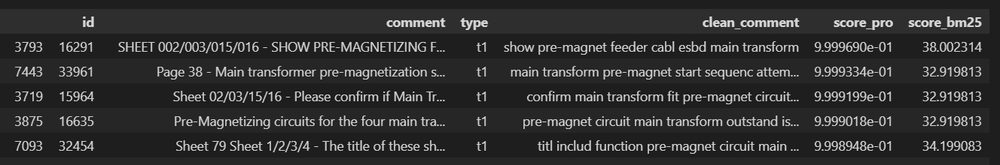 id comment type clean_comment score_pro score_bm25
3793 16291 SHEET 002/003/015/016 - SHOW PRE-MAGNETIZING F... t1 show pre-magnet feeder cabl esbd main transform 9.999690e-01 38.002314
7443 33961 Page 38 - Main transformer pre-magnetization s... t1 main transform pre-magnet start sequenc attem... 9.999334e-01 32.919813
3719 15964 Sheet 02/03/15/16 - Please confirm if Main Tr... t1 confirm main transform fit pre-magnet circuit... 9.999199e-01 32.919813
3875 16635 Pre-Magnetizing circuits for the four main tra... t1 pre-magnet circuit main transform outstand is... 9.999018e-01 32.919813
7093 32454 Sheet 79 Sheet 1/2/3/4 - The title of these sh... t1 titl includ function pre-magnet circuit main ... 9.998948e-01 34.199083